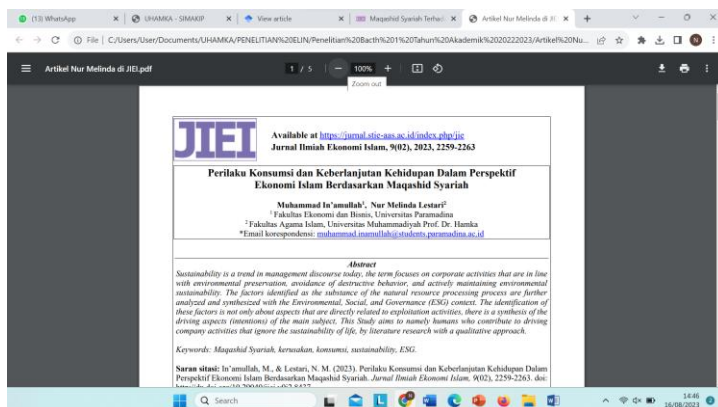 (13) WhatsApp
UHAMKA - SIMAKIP
View article
Maqashid Syariah Terhad
Artikel Nur Melinda di JI
File
C:/Users/User/Documents/UHAMKA/PENELITIAN%20ELIN/Penelitian%20Bacth%201%20Tahun%20Akademik%2020222023/Artikel%20Nu...
Artikel Nur Melinda di JIEI.pdf
1 / 5
100%
Zoom out
JIEI
Available at https://jurnal.stie-aas.ac.id/index.php/jie
Jurnal Ilmiah Ekonomi Islam, 9(02), 2023, 2259-2263
Perilaku Konsumsi dan Keberlanjutan Kehidupan Dalam Perspektif
Ekonomi Islam Berdasarkan Maqashid Syariah
Muhammad In'amullah1, Nur Melinda Lestari2
1 Fakultas Ekonomi dan Bisnis, Universitas Paramadina
2 Fakultas Agama Islam, Universitas Muhammadiyah Prof. Dr. Hamka
*Email korespondensi: muhammad.inamullah@students.paramadina.ac.id
Abstract
Sustainability is a trend in management discourse today, the term focuses on corporate activities that are in line
with environmental preservation, avoidance of destructive behavior, and actively maintaining environmental
sustainability. The factors identified as the substance of the natural resource processing process are further
analyzed and synthesized with the Environmental, Social, and Governance (ESG) context. The identification of
these factors is not only about aspects that are directly related to exploitation activities, there is a synthesis of the
driving aspects (intentions) of the main subject, This Study aims to namely humans who contribute to driving
company activities that ignore the sustainability of life, by literature research with a qualitative approach.
Keywords: Maqashid Syariah, kerusakan, konsumsi, sustainability, ESG.
Saran sitasi: In'amullah, M., & Lestari, N. M. (2023). Perilaku Konsumsi dan Keberlanjutan Kehidupan Dalam
Perspektif Ekonomi Islam Berdasarkan Maqashid Syariah. Jurnal Ilmiah Ekonomi Islam, 9(02), 2259-2263. doi:
Search
14:46
16/08/2023